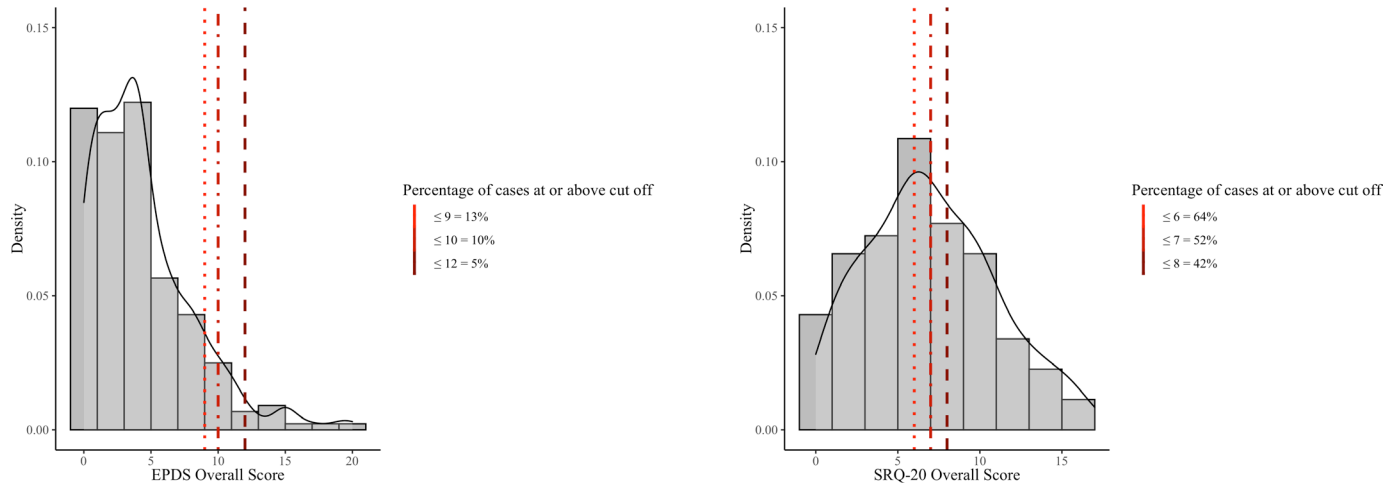 0.15
0.10
0.05
0.00
Density
0
5
10
15
20
EPDS Overall Score
Percentage of cases at or above cut off
≤ 9 = 13%
≤ 10 = 10%
≤ 12 = 5%
0.15
0.10
0.05
0.00
Density
0
5
10
15
SRQ-20 Overall Score
Percentage of cases at or above cut off
≤ 6 = 64%
≤ 7 = 52%
≤ 8 = 42%